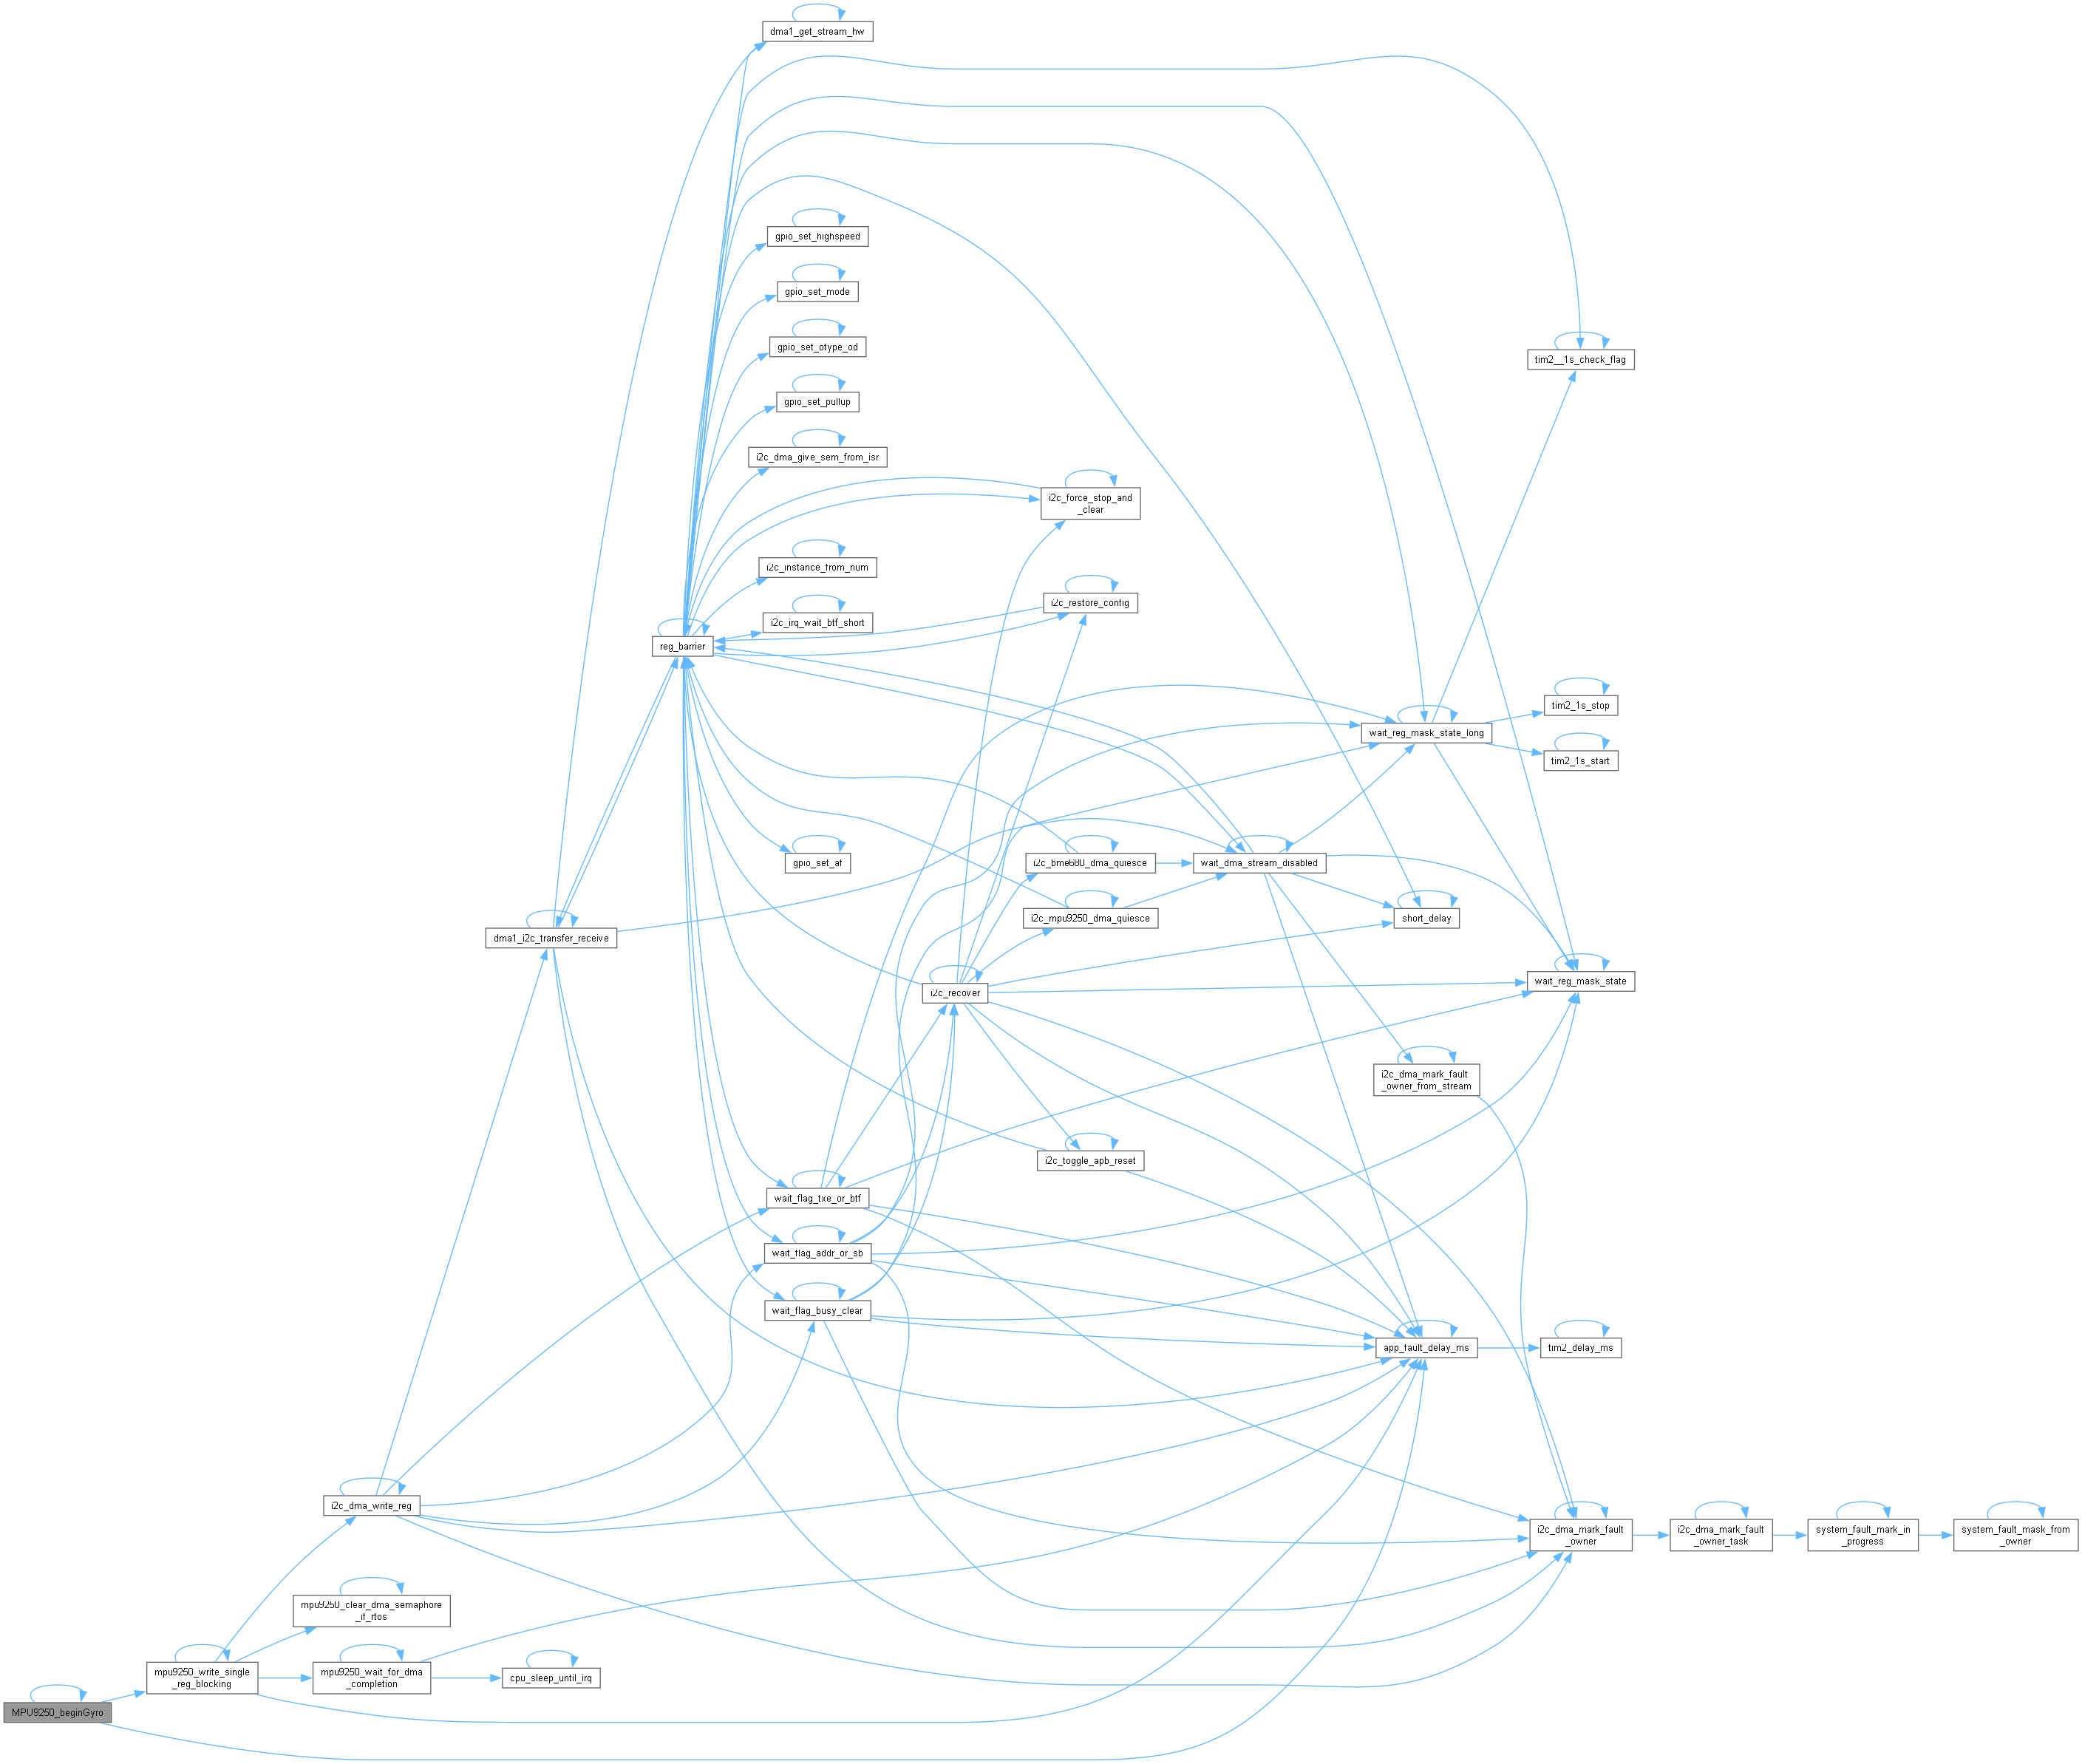 dma1_get_stream_hw
gpio_set_highspeed
gpio_set_mode
gpio_set_otype_od
tim2__1s_check_flag
gpio_set_pullup
i2c_dma_give_sem_from_isr
i2c_force_stop_and
_clear
i2c_instance_from_num
i2c_restore_config
i2c_irq_wait_btf_short
reg_barrier
tim2_1s_stop
wait_reg_mask_state_long
tim2_1s_start
gpio_set_af
i2c_bme680_dma_quiesce
wait_dma_stream_disabled
i2c_mpu9250_dma_quiesce
short_delay
dma1_i2c_transfer_receive
wait_reg_mask_state
i2c_recover
i2c_dma_mark_fault
_owner_from_stream
i2c_toggle_apb_reset
wait_flag_txe_or_btf
wait_flag_addr_or_sb
wait_flag_busy_clear
app_fault_delay_ms
tim2_delay_ms
i2c_dma_write_reg
i2c_dma_mark_fault
_owner
i2c_dma_mark_fault
_owner_task
system_fault_mark_in
_progress
system_fault_mask_from
_owner
mpu9250_clear_dma_semaphore
_if_rtos
mpu9250_write_single
_reg_blocking
mpu9250_wait_for_dma
_completion
cpu_sleep_until_irq
MPU9250_beginGyro